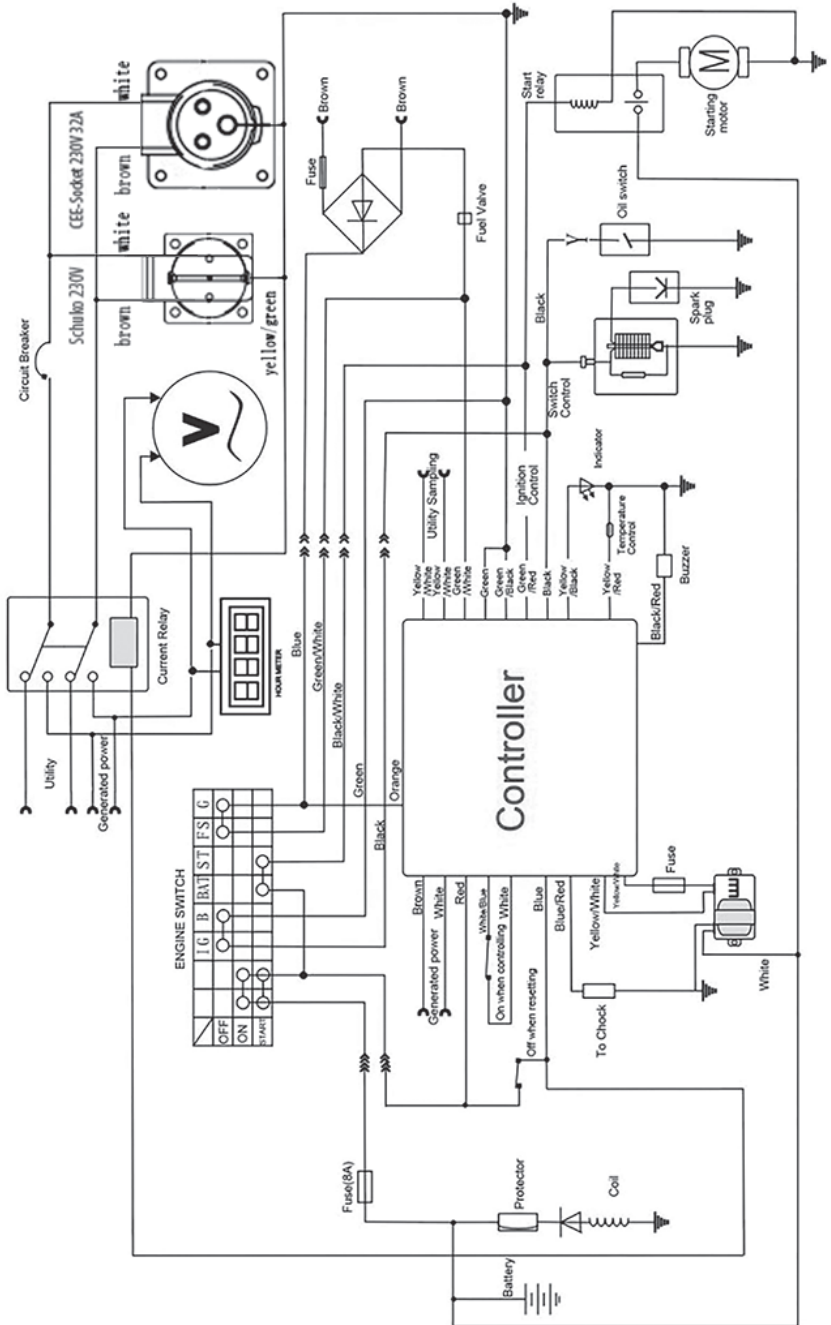 CEE-Socket 230V 32A
white
brown
Schuko 230V
white
brown
yellow/green
Circuit Breaker
Current Relay
Utility
Generated power
V
HOUR METER
Fuse
Brown
Brown
Fuel Valve
Start relay
M
Starting motor
Oil switch
Black
Spark plug
Switch Control
Blue
Green/White
Black/White
Green
Orange
Black
Utility Sampling
Ignition Control
Indicator
Temperature Control
Buzzer
Yellow/White
Yellow/White
Green/White
Green
Green/Black
Green/Red
Black
Yellow/Black
Yellow/Red
Black/Red
ENGINE SWITCH
IG B BAT ST FS G
OFF
ON
START
Controller
Brown
Generated power
White
Red
White/Blue
On when controlling
White
Blue
Blue/Red
Yellow/White
Yellow/White
Fuse
To Chock
Off when resetting
E
White
Fuse(8A)
Protector
Coil
Battery